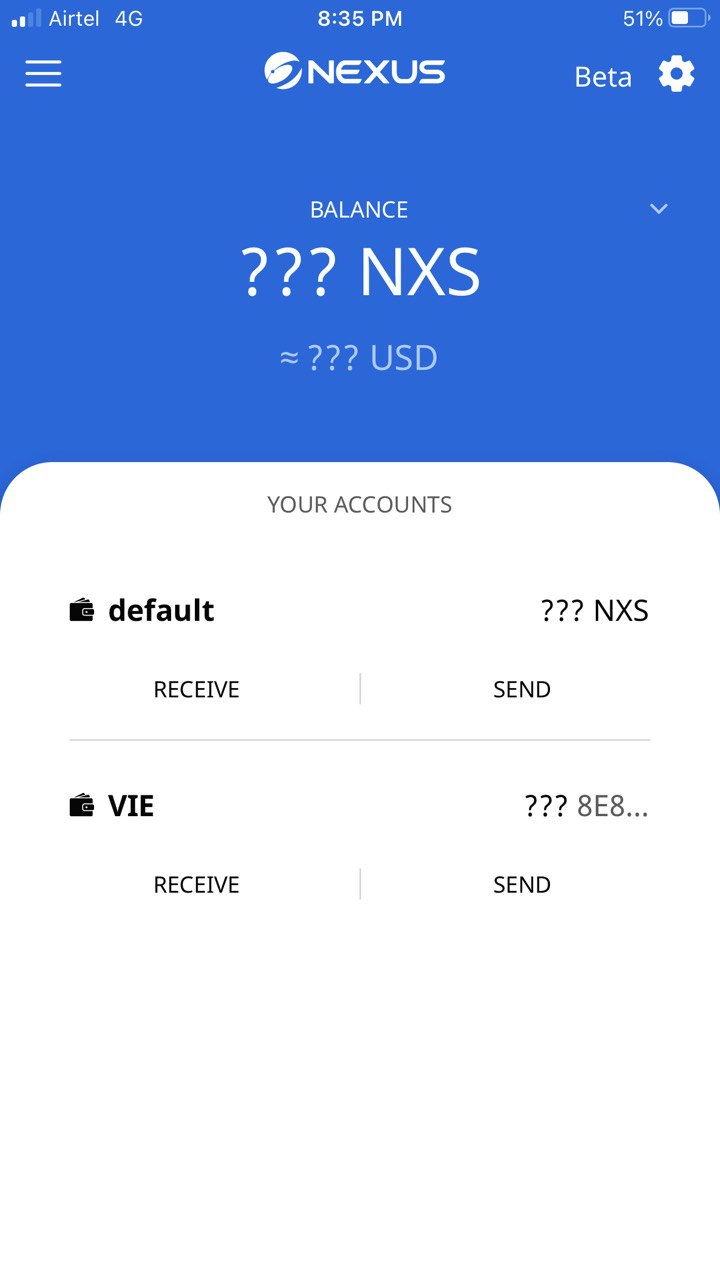 Airtel 4G 8:35 PM 51%
NEXUS Beta
BALANCE
??? NXS
≈ ??? USD
YOUR ACCOUNTS
default ??? NXS
RECEIVE SEND
VIE ??? 8E8...
RECEIVE SEND